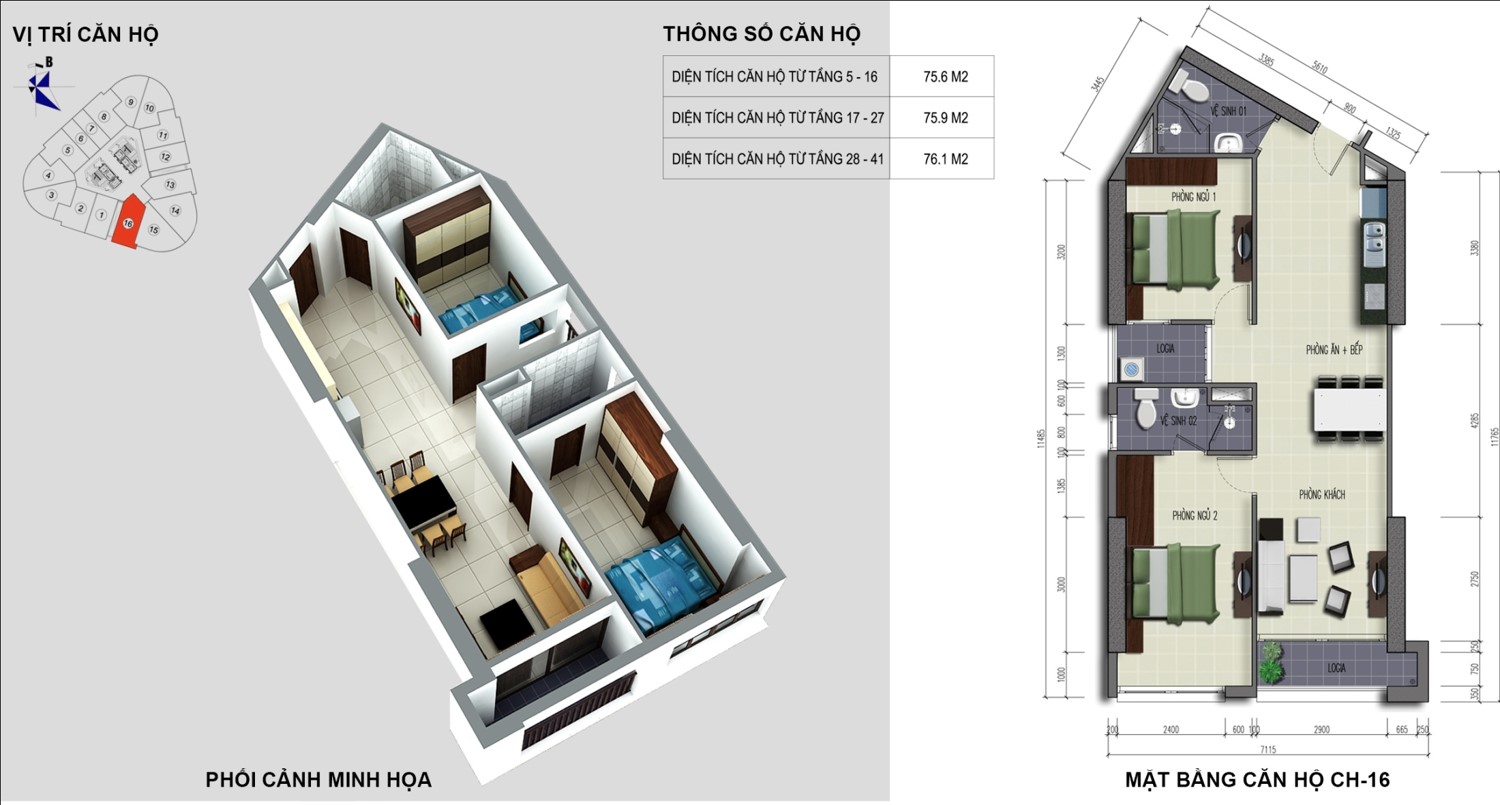 VỊ TRÍ CĂN HỘ
B
9
10
8
7
11
6
12
5
4
13
3
2
1
16
14
15
THÔNG SỐ CĂN HỘ
DIỆN TÍCH CĂN HỘ TỪ TẦNG 5 - 16 75.6 M2
DIỆN TÍCH CĂN HỘ TỪ TẦNG 17 - 27 75.9 M2
DIỆN TÍCH CĂN HỘ TỪ TẦNG 28 - 41 76.1 M2
PHỐI CẢNH MINH HỌA
5610
3385
900
1325
3445
VỆ SINH 01
PHÒNG NGỦ 1
3200
3380
LOGIA
1300
PHÒNG ĂN + BẾP
100
600
VỆ SINH 02
800
100
4285
11485
11765
1385
PHÒNG KHÁCH
PHÒNG NGỦ 2
3000
2750
LOGIA
1000
250
750
350
200 2400 600 100 2900 665 250
7115
MẶT BẰNG CĂN HỘ CH-16